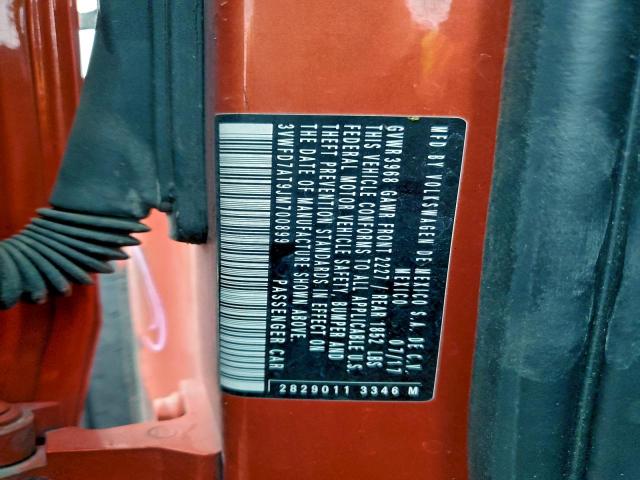 MFD BY VOLKSWAGEN DE MEXICO S.A. DE C.V.
MEXICO 07/17
GVWR 3968 GAWR FRONT 2227 / REAR 1852 LBS
THIS VEHICLE CONFORMS TO ALL APPLICABLE U.S
FEDERAL MOTOR VEHICLE SAFETY, BUMPER AND
THEFT PREVENTION STANDARDS IN EFFECT ON
THE DATE OF MANUFACTURE SHOWN ABOVE.
3VWFD7AT9JM700899 PASSENGER CAR
2829011 3346 M